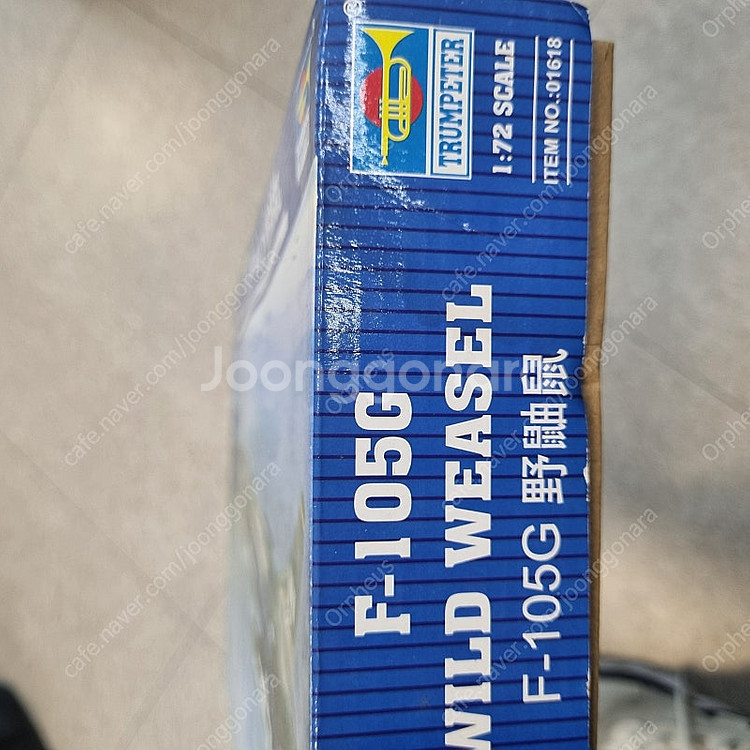 F-105G
WILD WEASEL
F-105G 野鼬鼠
®
TRUMPETER
1:72 SCALE
ITEM NO.:01618
Joonggonara
cafe.naver.com/joonggonara
Orpheus